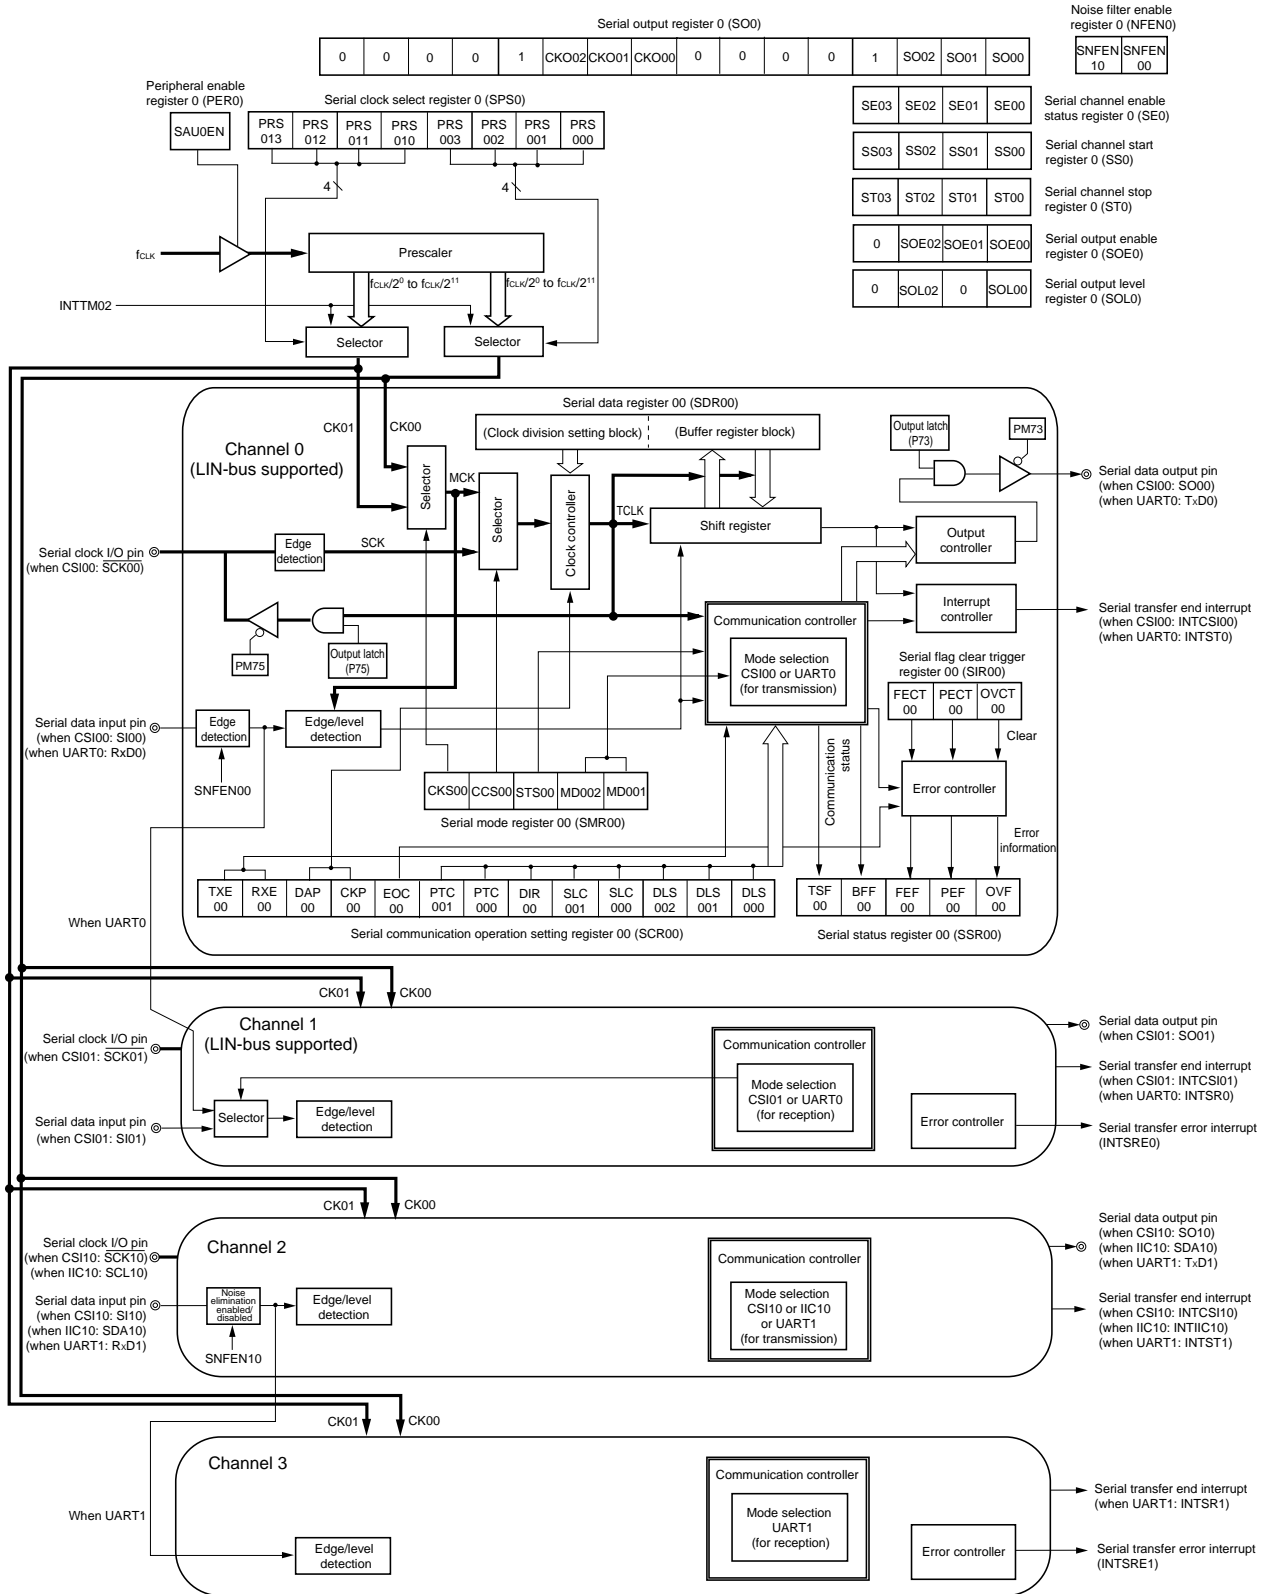 Serial output register 0 (SO0)
0 0 0 0 1 CKO02 CKO01 CKO00 0 0 0 0 1 SO02 SO01 SO00
Noise filter enable
register 0 (NFEN0)
SNFEN
10
SNFEN
00
Peripheral enable
register 0 (PER0)
SAU0EN
Serial clock select register 0 (SPS0)
PRS
013
PRS
012
PRS
011
PRS
010
PRS
003
PRS
002
PRS
001
PRS
000
4
4
SE03 SE02 SE01 SE00
Serial channel enable
status register 0 (SE0)
SS03 SS02 SS01 SS00
Serial channel start
register 0 (SS0)
ST03 ST02 ST01 ST00
Serial channel stop
register 0 (ST0)
0 SOE02 SOE01 SOE00
Serial output enable
register 0 (SOE0)
0 SOL02 0 SOL00
Serial output level
register 0 (SOL0)
fCLK
Prescaler
fCLK/2⁰ to fCLK/2¹¹
fCLK/2⁰ to fCLK/2¹¹
INTTM02
Selector
Selector
Channel 0
(LIN-bus supported)
CK01
CK00
Serial data register 00 (SDR00)
(Clock division setting block)
(Buffer register block)
Selector
MCK
Selector
Clock controller
TCLK
Shift register
Output latch
(P73)
PM73
Serial data output pin
(when CSI00: SO00)
(when UART0: TxD0)
Output
controller
Serial clock I/O pin
(when CSI00: SCK00)
Edge
detection
SCK
Interrupt
controller
Serial transfer end interrupt
(when CSI00: INTCSI00)
(when UART0: INTST0)
PM75
Output latch
(P75)
Communication controller
Mode selection
CSI00 or UART0
(for transmission)
Serial flag clear trigger
register 00 (SIR00)
FECT
00
PECT
00
OVCT
00
Clear
Serial data input pin
(when CSI00: SI00)
(when UART0: RxD0)
Edge
detection
SNFEN00
Edge/level
detection
Communication
status
Error controller
Error
information
CKS00 CCS00 STS00 MD002 MD001
Serial mode register 00 (SMR00)
When UART0
TXE
00
RXE
00
DAP
00
CKP
00
EOC
00
PTC
001
PTC
000
DIR
00
SLC
001
SLC
000
DLS
002
DLS
001
DLS
000
Serial communication operation setting register 00 (SCR00)
TSF
00
BFF
00
FEF
00
PEF
00
OVF
00
Serial status register 00 (SSR00)
CK01
CK00
Channel 1
(LIN-bus supported)
Serial clock I/O pin
(when CSI01: SCK01)
Serial data input pin
(when CSI01: SI01)
Selector
Edge/level
detection
Communication controller
Mode selection
CSI01 or UART0
(for reception)
Error controller
Serial data output pin
(when CSI01: SO01)
Serial transfer end interrupt
(when CSI01: INTCSI01)
(when UART0: INTSR0)
Serial transfer error interrupt
(INTSRE0)
CK01
CK00
Channel 2
Serial clock I/O pin
(when CSI10: SCK10)
(when IIC10: SCL10)
Serial data input pin
(when CSI10: SI10)
(when IIC10: SDA10)
(when UART1: RxD1)
Noise
elimination
enabled/
disabled
SNFEN10
Edge/level
detection
Communication controller
Mode selection
CSI10 or IIC10
or UART1
(for transmission)
Serial data output pin
(when CSI10: SO10)
(when IIC10: SDA10)
(when UART1: TxD1)
Serial transfer end interrupt
(when CSI10: INTCSI10)
(when IIC10: INTIIC10)
(when UART1: INTST1)
CK01
CK00
Channel 3
When UART1
Edge/level
detection
Communication controller
Mode selection
UART1
(for reception)
Error controller
Serial transfer end interrupt
(when UART1: INTSR1)
Serial transfer error interrupt
(INTSRE1)